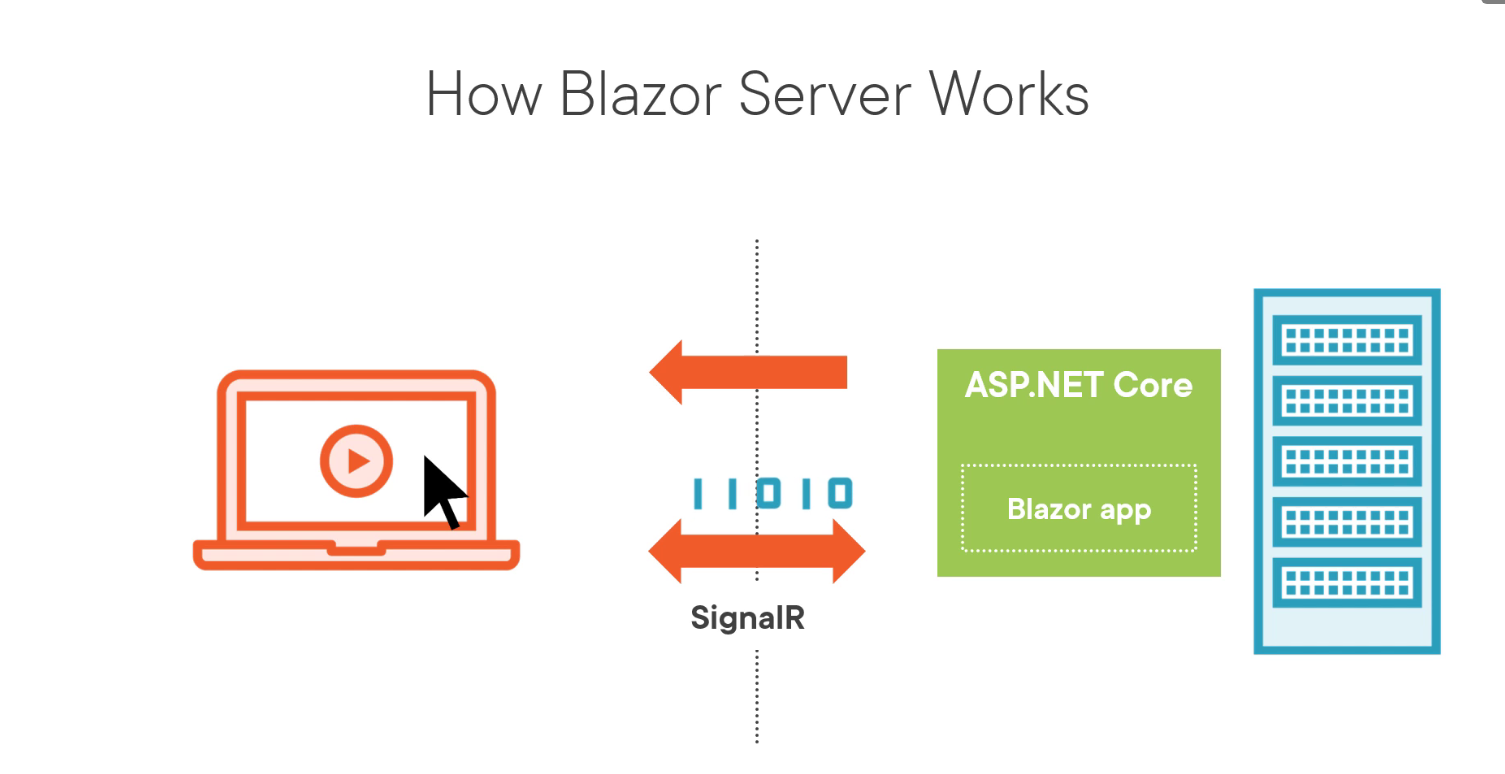 How Blazor Server Works
ASP.NET Core
11010
Blazor app
SignalR